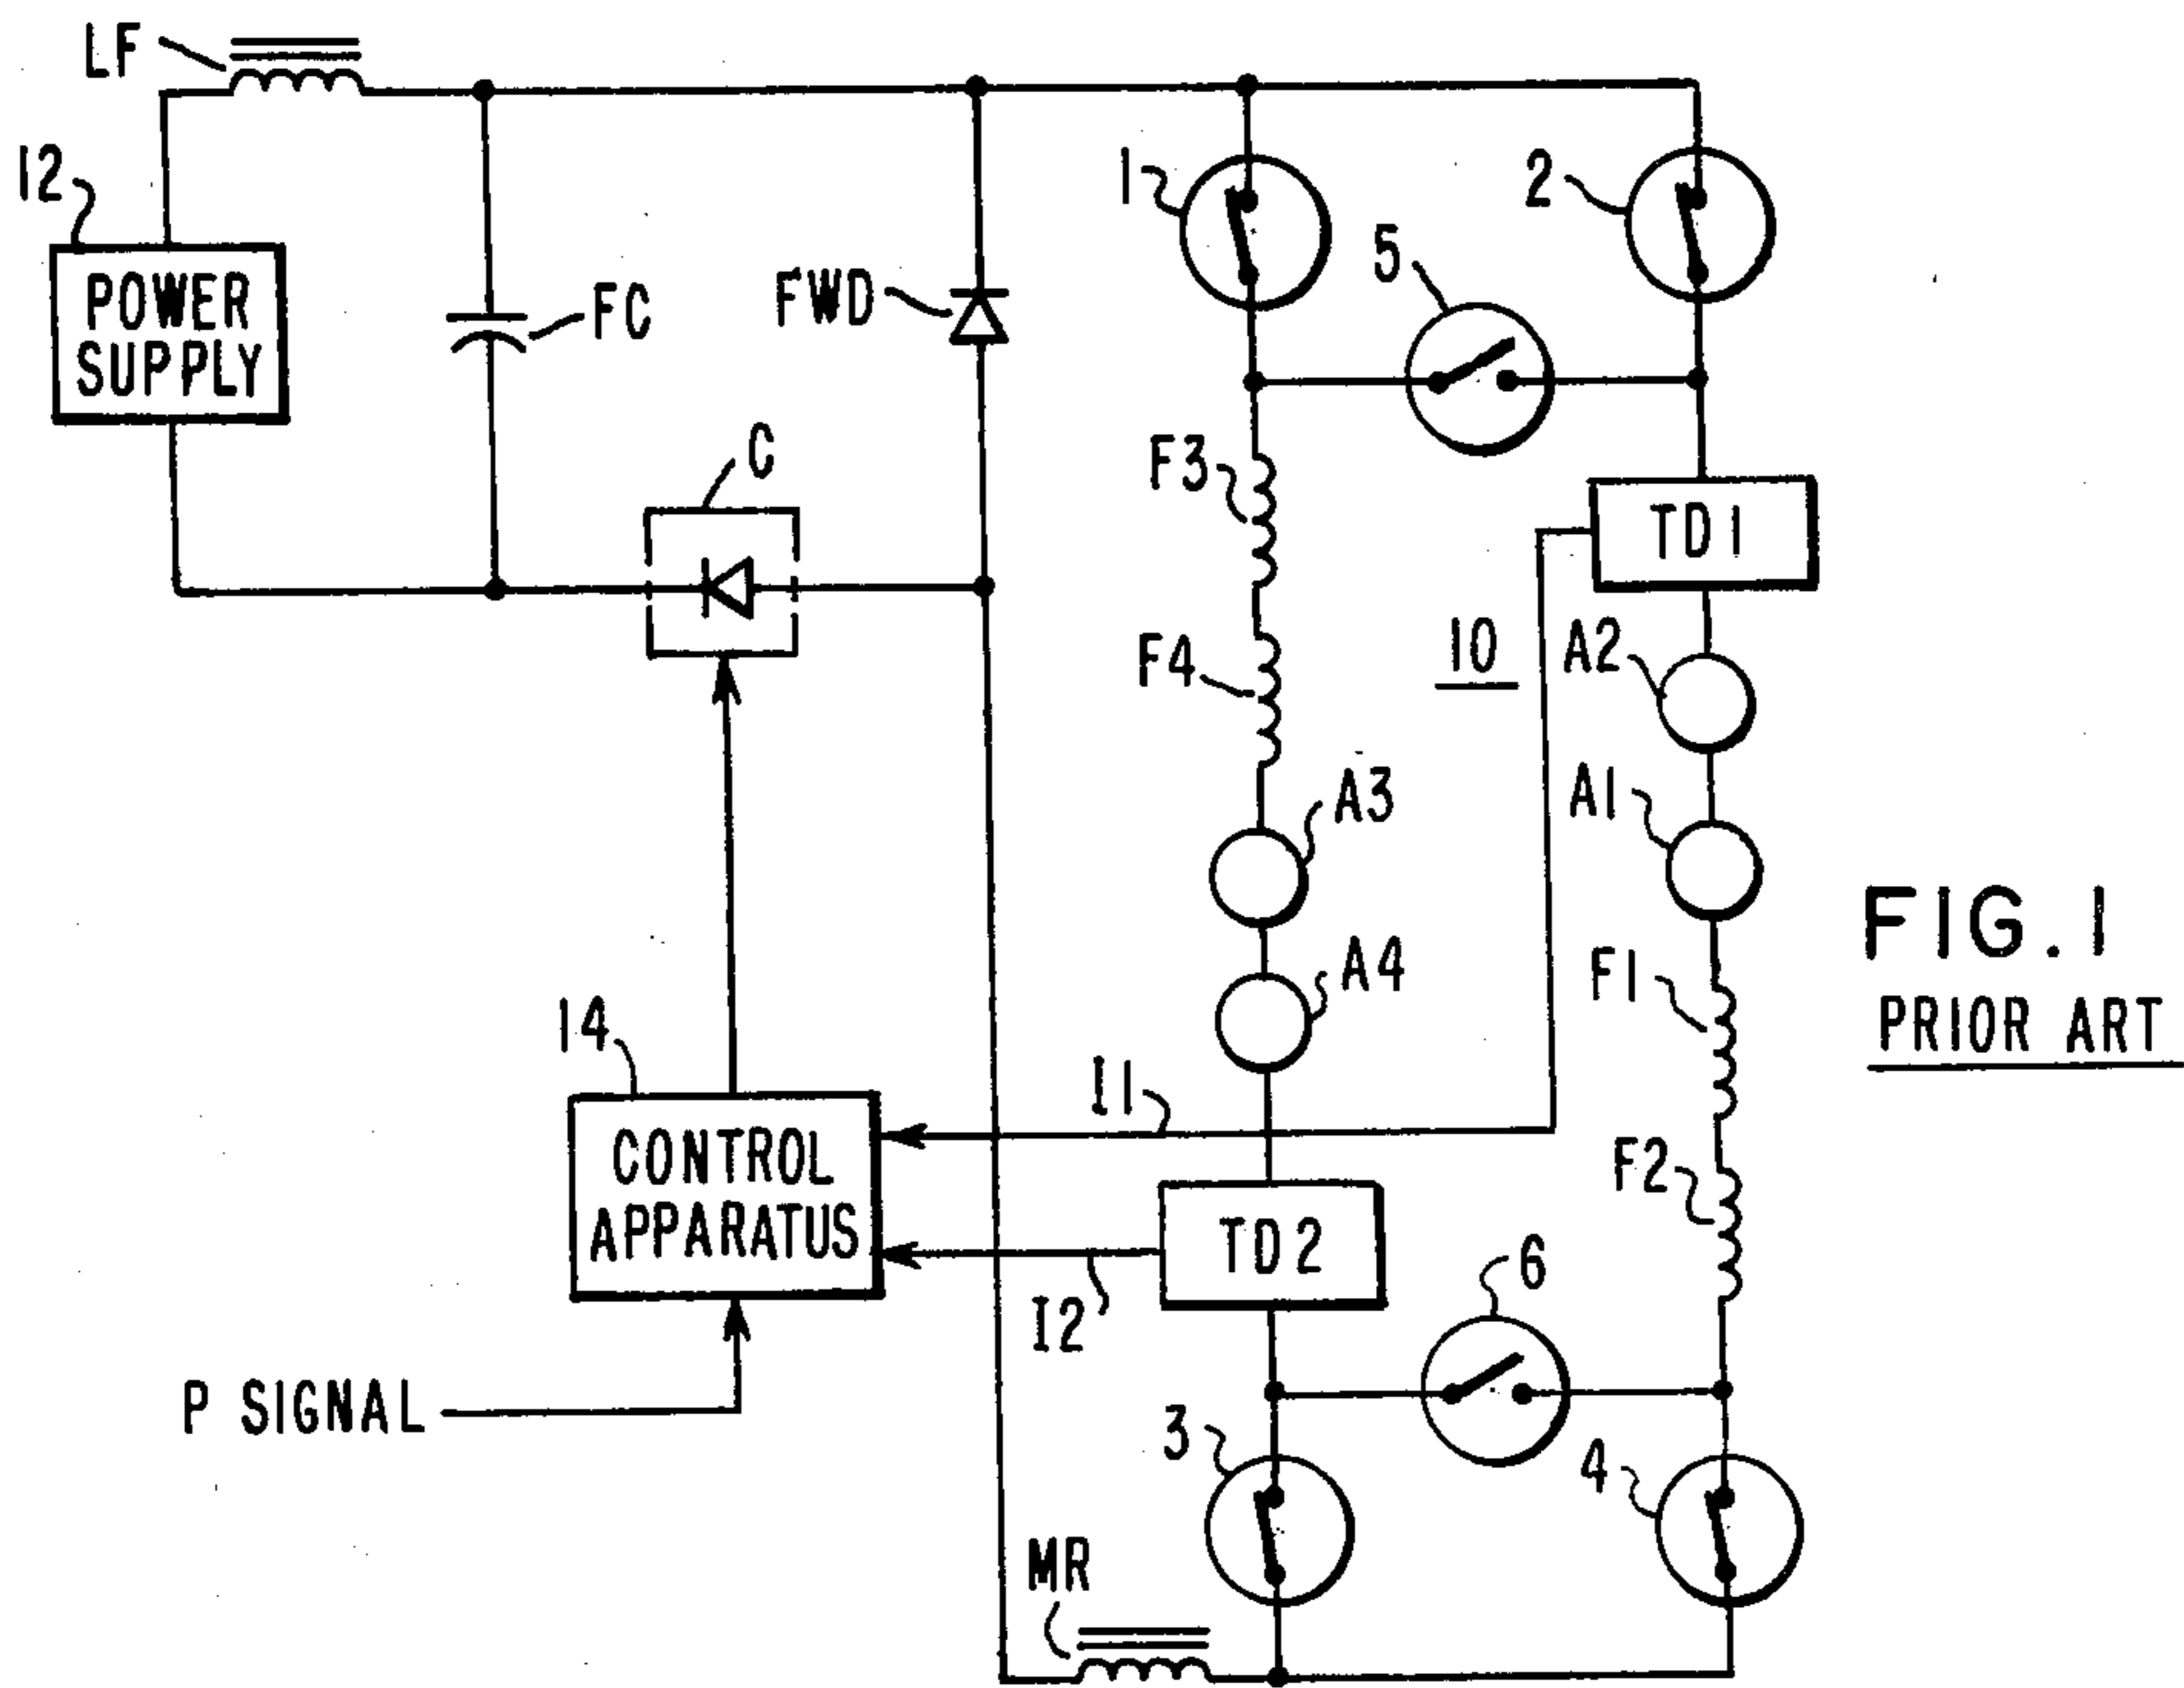 LF
12
POWER
SUPPLY
FC
FWD
C
1
2
5
F3
TD1
F4
10
A2
A3
A1
A4
F1
FIG. 1
PRIOR ART
14
I1
CONTROL
APPARATUS
F2
TD2
I2
6
P SIGNAL
3
4
MR